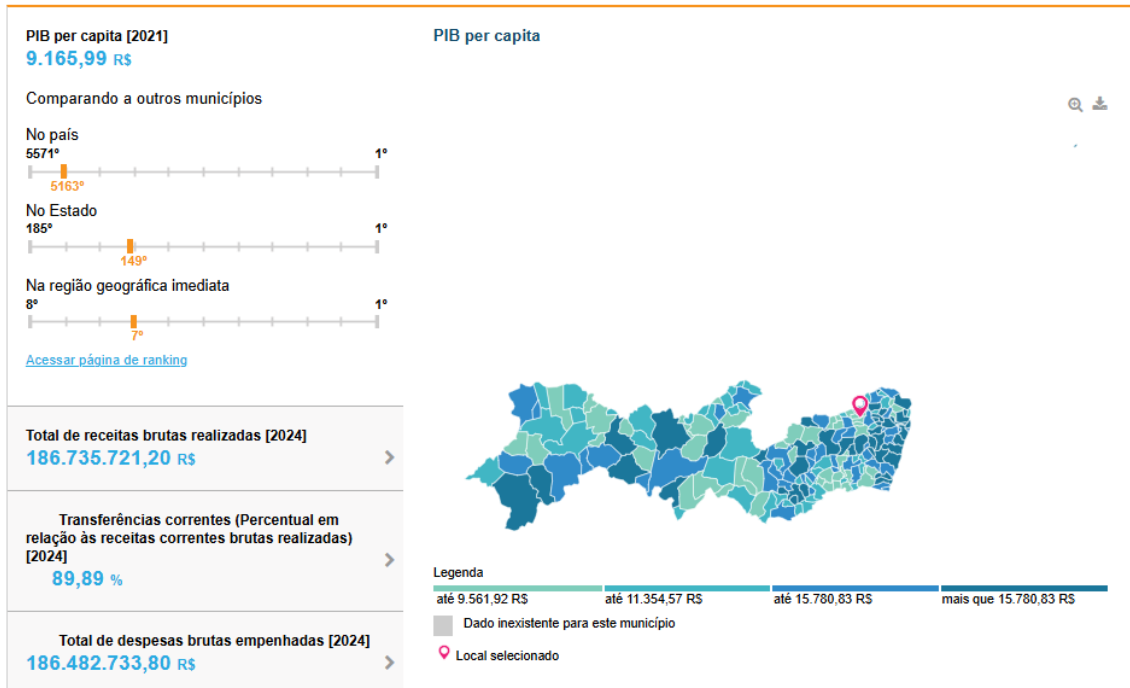 PIB per capita [2021]
9.165,99 R$
Comparando a outros municípios
No país
5571º 1º
5163º
No Estado
185º 1º
149º
Na região geográfica imediata
8º 1º
7º
Acessar página de ranking
Total de receitas brutas realizadas [2024]
186.735.721,20 R$
Transferências correntes (Percentual em
relação às receitas correntes brutas realizadas)
[2024]
89,89 %
Total de despesas brutas empenhadas [2024]
186.482.733,80 R$
PIB per capita
Legenda
até 9.561,92 R$ até 11.354,57 R$ até 15.780,83 R$ mais que 15.780,83 R$
Dado inexistente para este município
Local selecionado